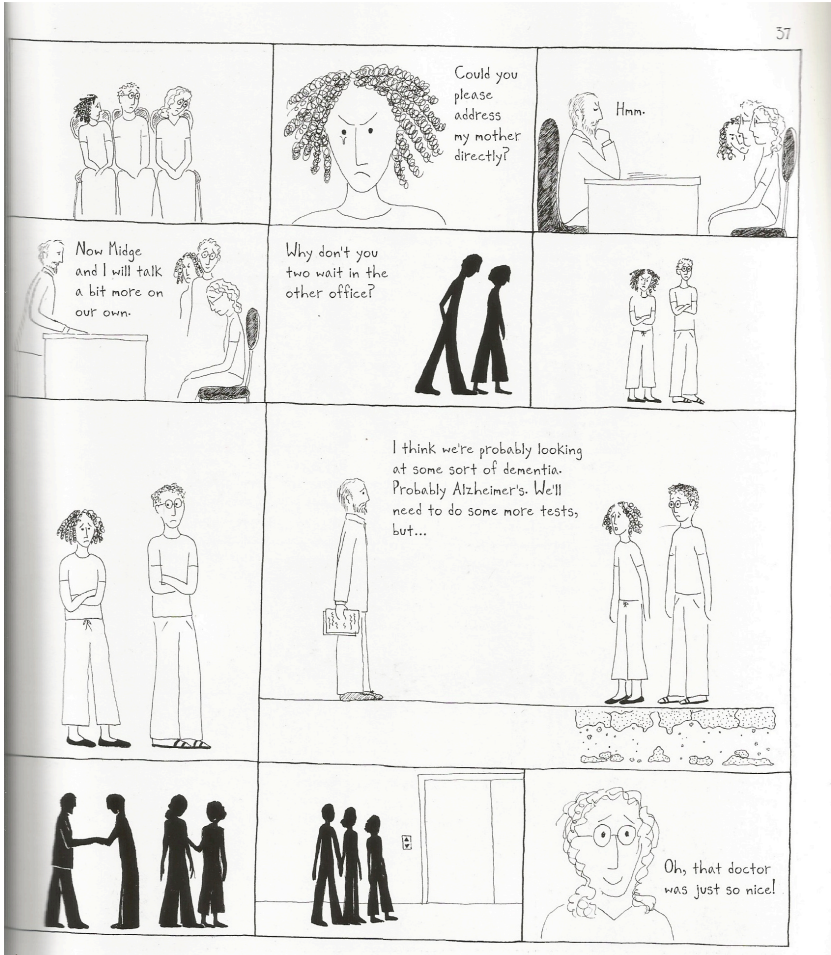 37
Could you
please
address
my mother
directly?
Hmm.
Now Midge
and I will talk
a bit more on
our own.
Why don't you
two wait in the
other office?
I think we're probably looking
at some sort of dementia.
Probably Alzheimer's. We'll
need to do some more tests,
but...
Oh, that doctor
was just so nice!